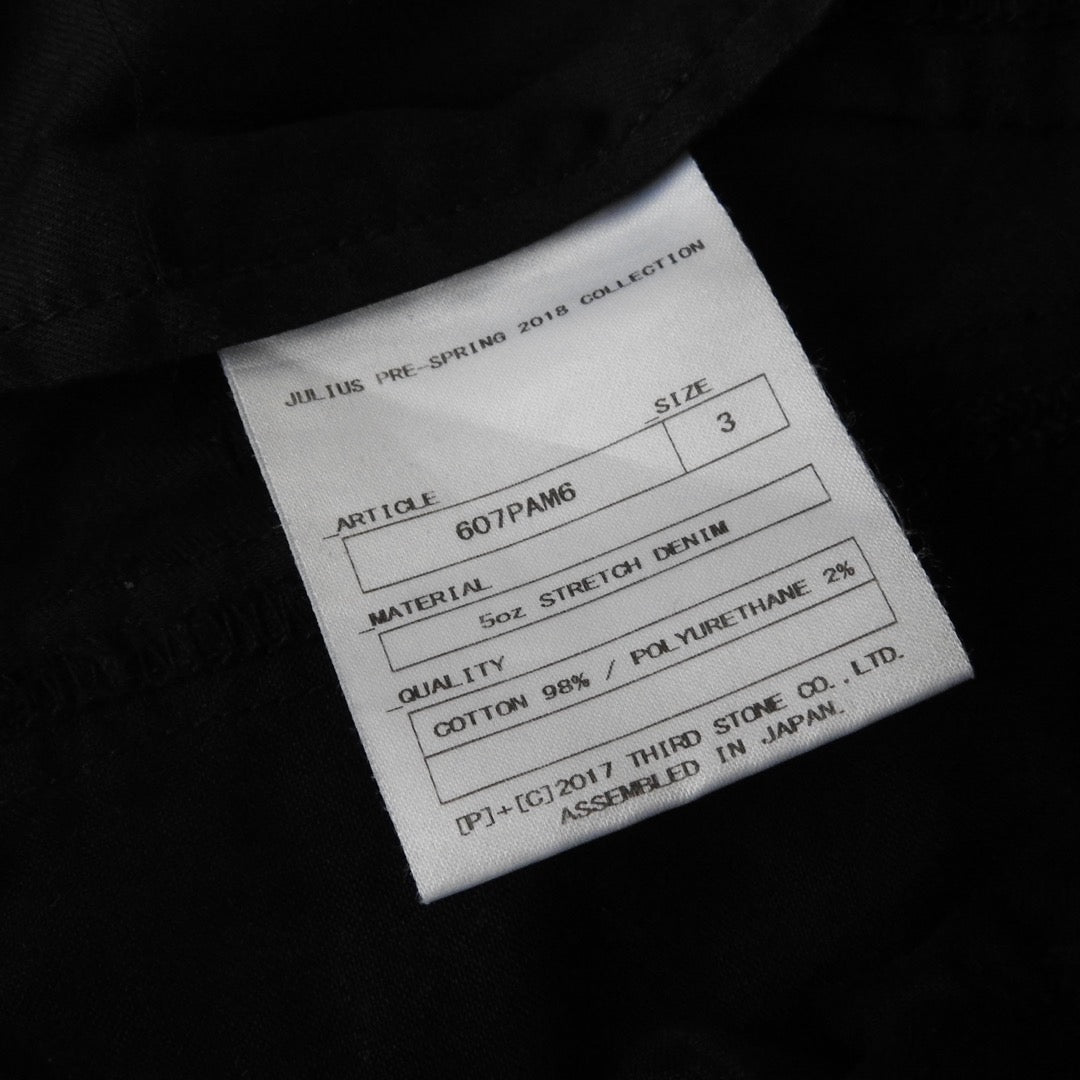 JULIUS PRE-SPRING 2018 COLLECTION
SIZE
3
ARTICLE
607PAM6
MATERIAL
5oz STRETCH DENIM
QUALITY
COTTON 98% / POLYURETHANE 2%
[P]+[C]2017 THIRD STONE CO.,LTD.
ASSEMBLED IN JAPAN.